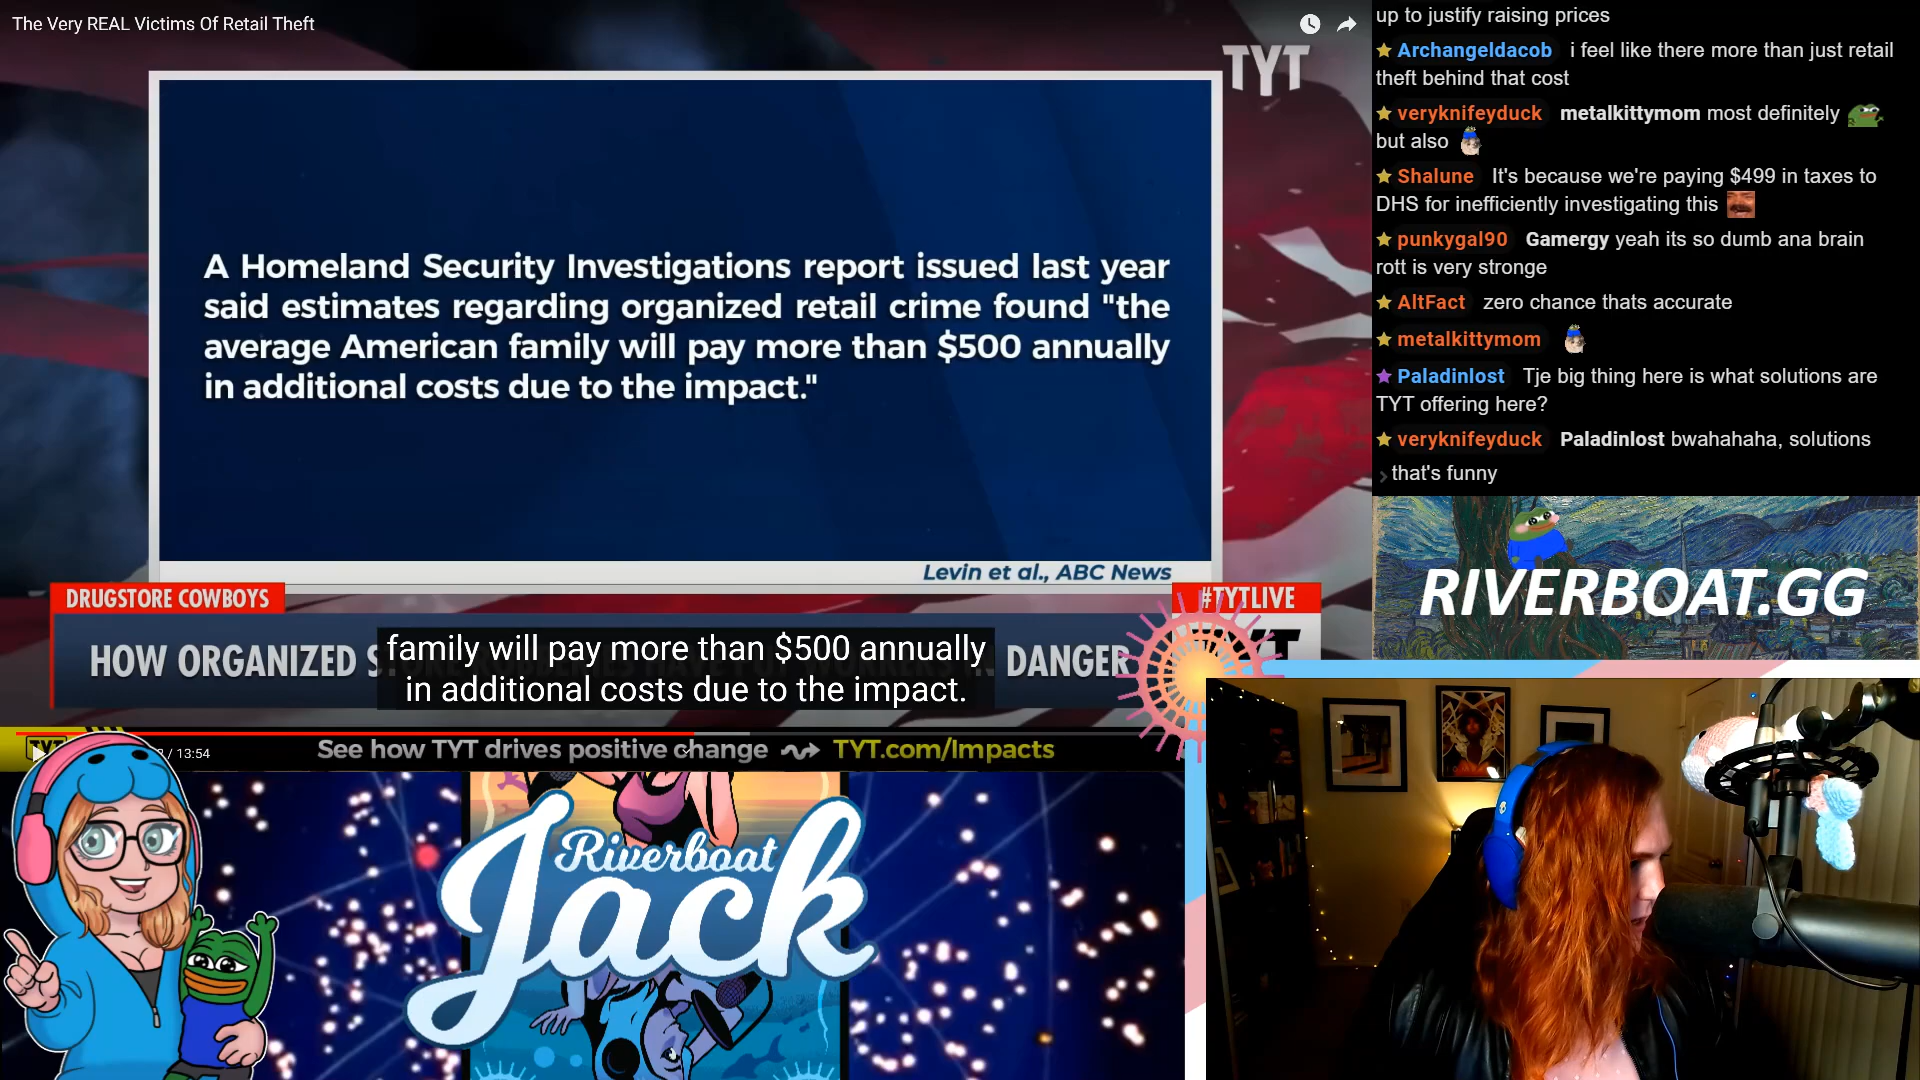 The Very REAL Victims Of Retail Theft
TYT
A Homeland Security Investigations report issued last year
said estimates regarding organized retail crime found "the
average American family will pay more than $500 annually
in additional costs due to the impact."
Levin et al., ABC News
DRUGSTORE COWBOYS
#TYTLIVE
HOW ORGANIZED
DANGER
family will pay more than $500 annually
in additional costs due to the impact.
/ 13:54
See how TYT drives positive change
TYT.com/Impacts
Riverboat
Jack
up to justify raising prices
Archangeldacob i feel like there more than just retail
theft behind that cost
veryknifeyduck metalkittymom most definitely
but also
Shalune It's because we're paying $499 in taxes to
DHS for inefficiently investigating this
punkygal90 Gamergy yeah its so dumb ana brain
rott is very stronge
AltFact zero chance thats accurate
metalkittymom
Paladinlost Tje big thing here is what solutions are
TYT offering here?
veryknifeyduck Paladinlost bwahahaha, solutions
that's funny
RIVERBOAT.GG